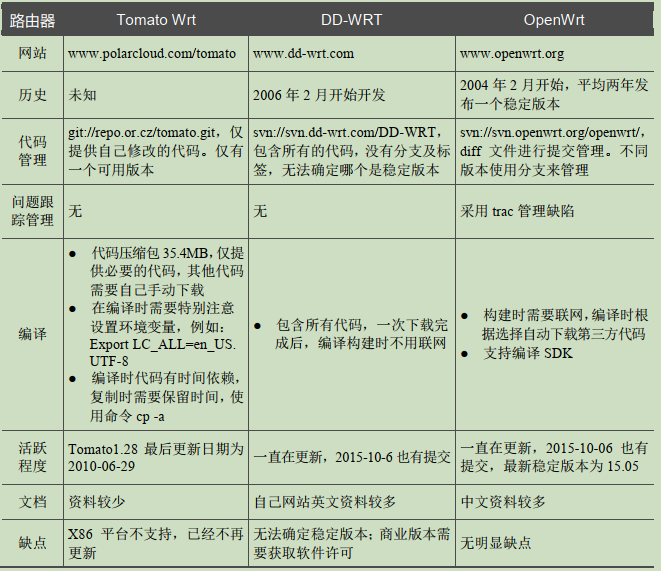 路由器 Tomato Wrt DD-WRT OpenWrt
网站 www.polarcloud.com/tomato www.dd-wrt.com www.openwrt.org
历史 未知 2006 年 2 月开始开发 2004 年 2 月开始，平均两年发
布一个稳定版本
代码
管理
git://repo.or.cz/tomato.git，仅
提供自己修改的代码。仅有
一个可用版本
svn://svn.dd-wrt.com/DD-WRT，
包含所有的代码，没有分支及标
签，无法确定哪个是稳定版本
svn://svn.openwrt.org/openwrt/，
diff 文件进行提交管理。不同
版本使用分支来管理
问题跟
踪管理
无
无
采用 trac 管理缺陷
编译
● 代码压缩包 35.4MB，仅提
供必要的代码，其他代码
需要自己手动下载
● 在编译时需要特别注意
设置环境变量，例如：
Export LC_ALL=en_US.
UTF-8
● 编译时代码有时间依赖，
复制时需要保留时间，使
用命令 cp -a
● 包含所有代码，一次下载完
成后，编译构建时不用联网
● 构建时需要联网，编译时根
据选择自动下载第三方代码
● 支持编译 SDK
活跃
程度
Tomato1.28 最后更新日期为
2010-06-29
一直在更新，2015-10-6 也有提交
一直在更新，2015-10-06 也有
提交，最新稳定版本为 15.05
文档 资料较少 自己网站英文资料较多 中文资料较多
缺点
X86 平台不支持，已经不再
更新
无法确定稳定版本；商业版本需
要获取软件许可
无明显缺点